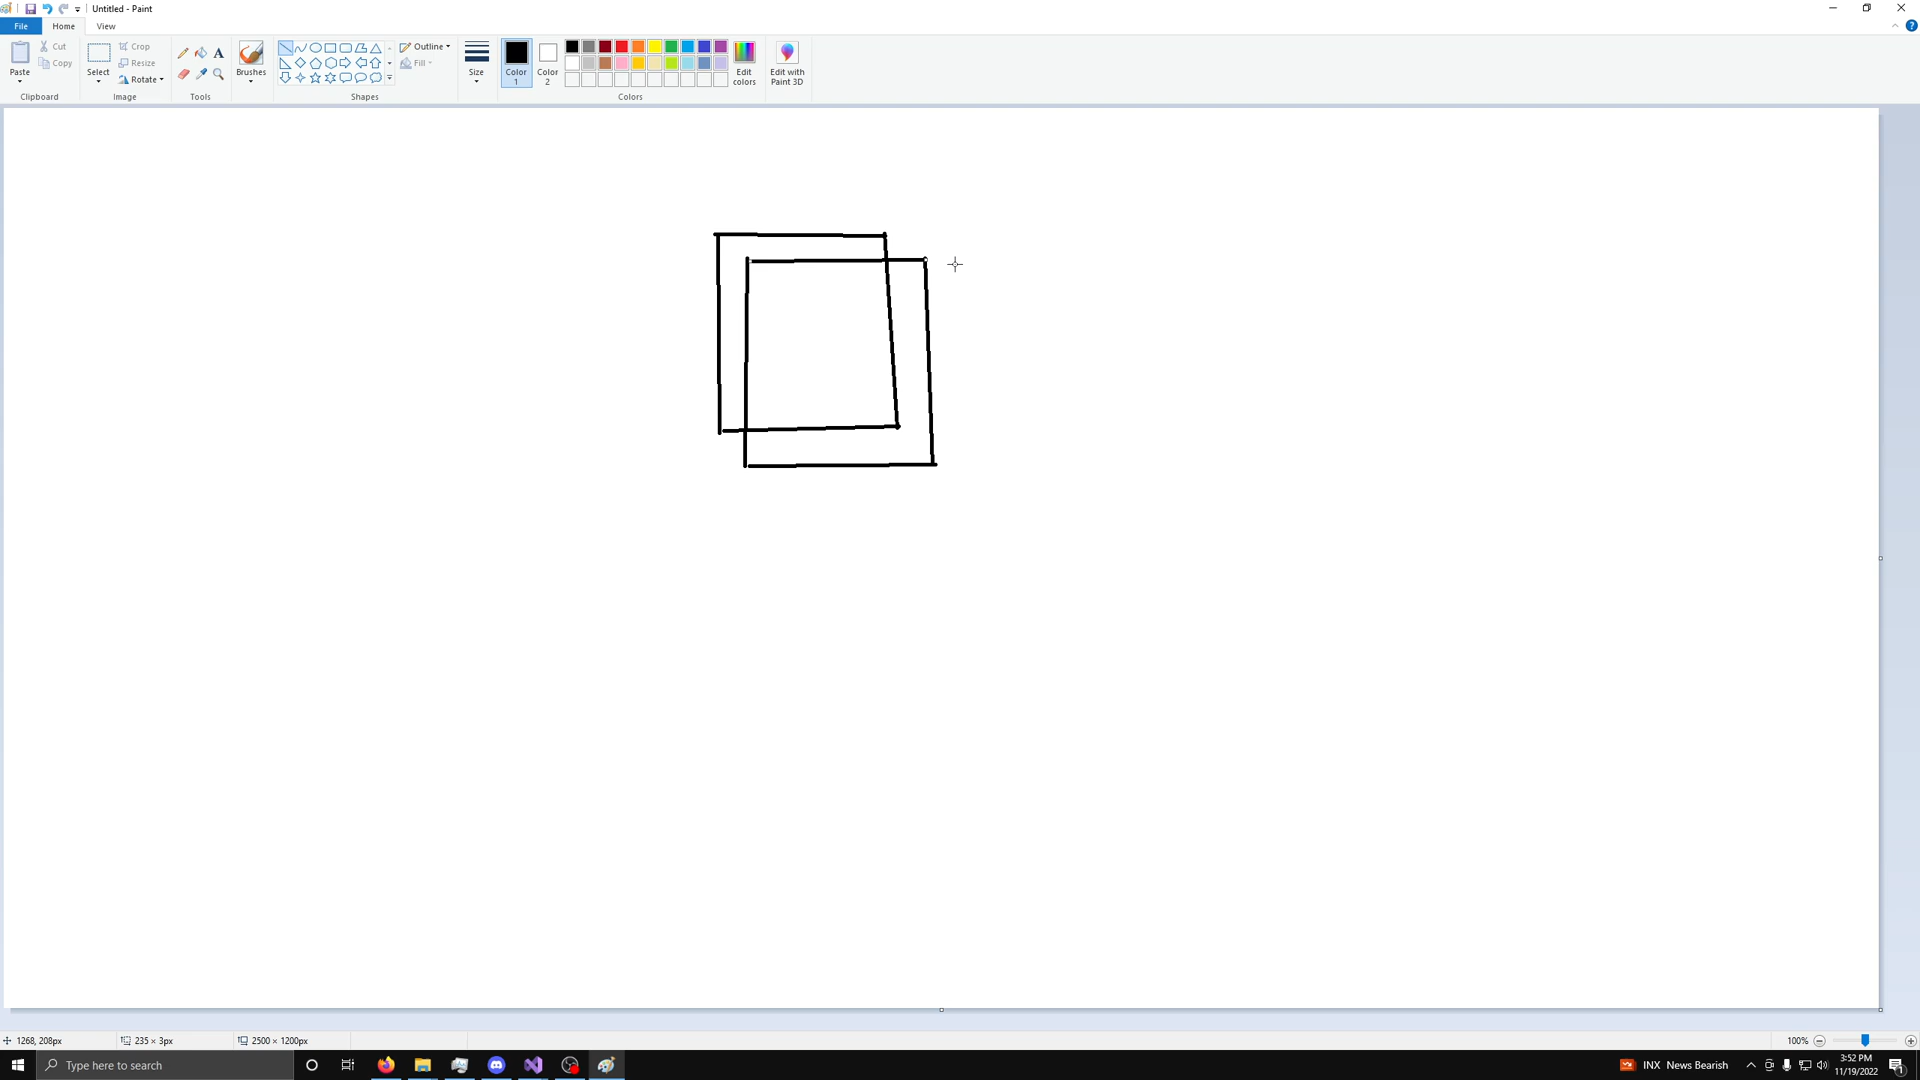 Untitled - Paint
File Home View
Paste
Cut
Copy
Clipboard
Select
Crop
Resize
Rotate
Image
A
Tools
Brushes
Outline
Fill
Shapes
Size
Color 1
Color 2
Edit colors
Colors
Edit with Paint 3D
1268, 208px
235 × 3px
2500 × 1200px
100%
Type here to search
INX News Bearish
3:52 PM
11/19/2022
1